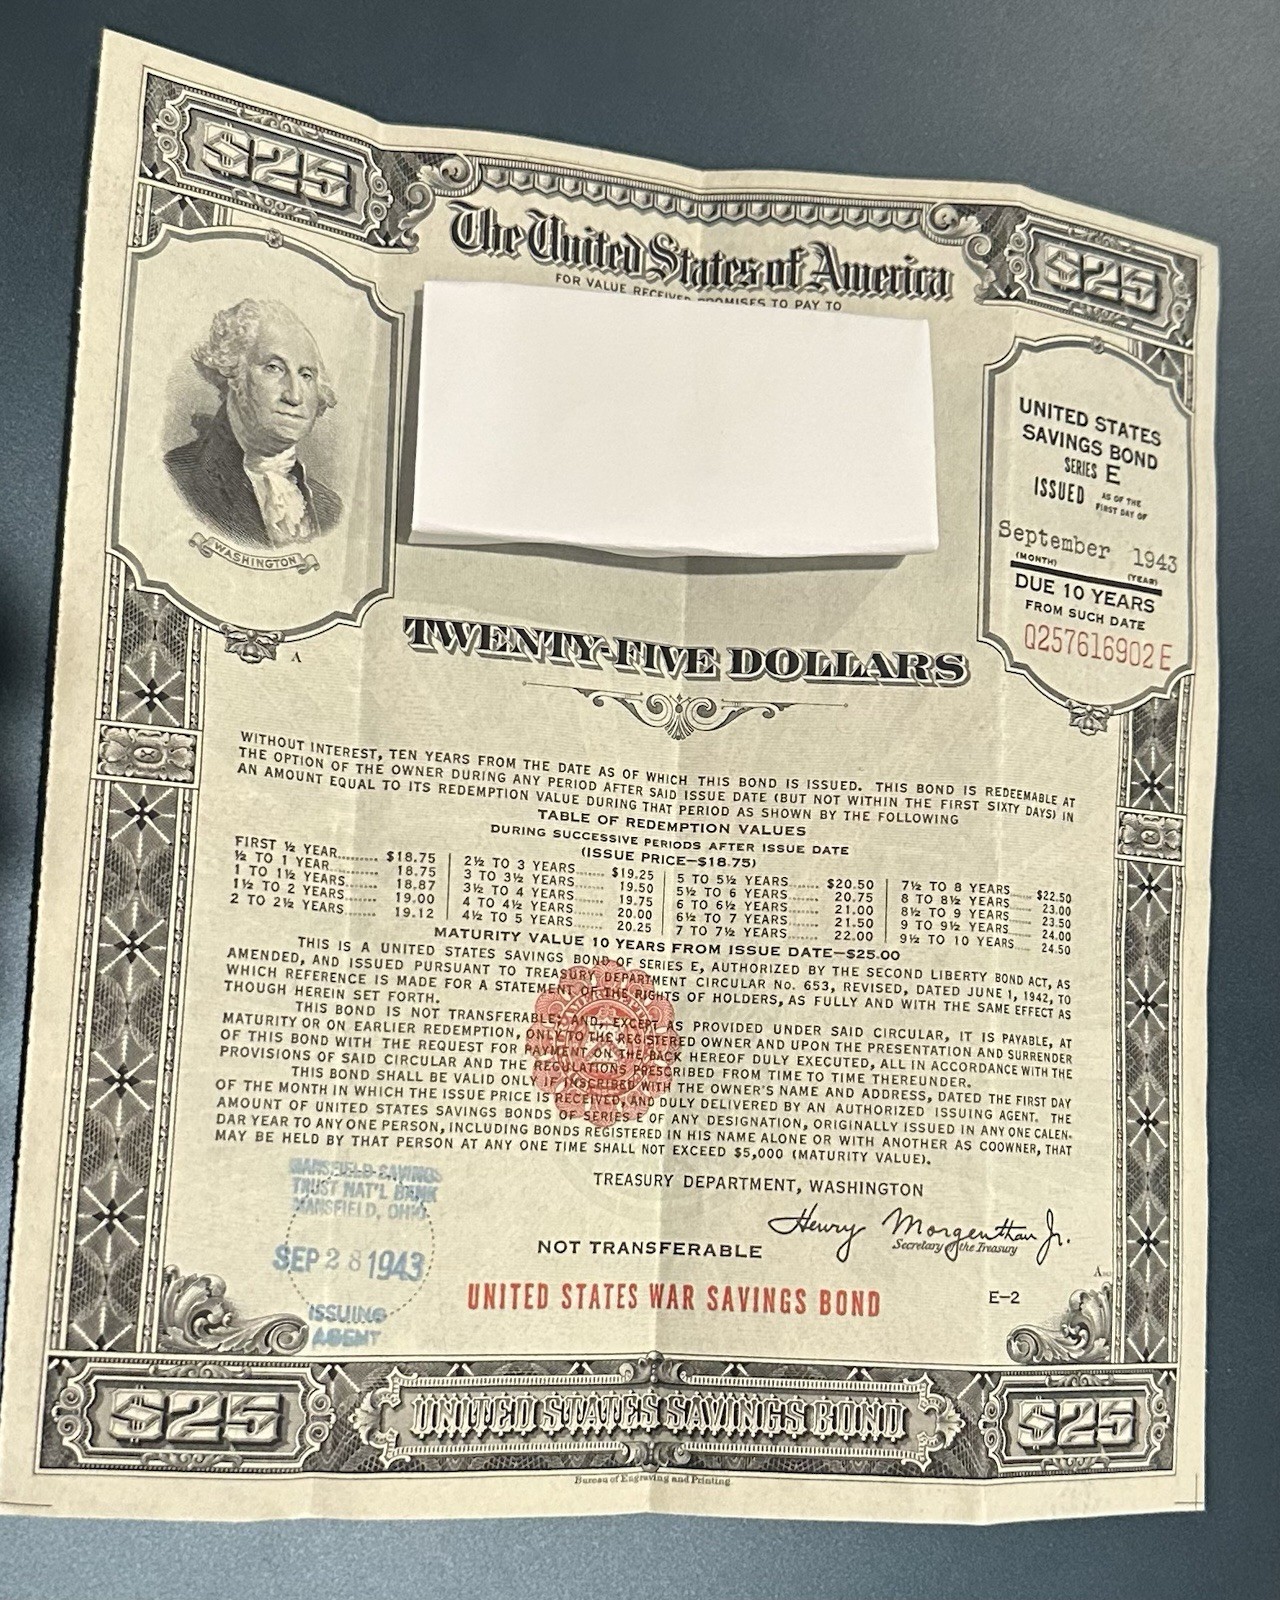 $25
$25
The United States of America
FOR VALUE RECEIVED PROMISES TO PAY TO
WASHINGTON
UNITED STATES
SAVINGS BOND
SERIES E
ISSUED AS OF THE
FIRST DAY OF
September 1943
(MONTH) (YEAR)
DUE 10 YEARS
FROM SUCH DATE
Q257616902E
A
TWENTY-FIVE DOLLARS
WITHOUT INTEREST, TEN YEARS FROM THE DATE AS OF WHICH THIS BOND IS ISSUED. THIS BOND IS REDEEMABLE AT
THE OPTION OF THE OWNER DURING ANY PERIOD AFTER SAID ISSUE DATE (BUT NOT WITHIN THE FIRST SIXTY DAYS) IN
AN AMOUNT EQUAL TO ITS REDEMPTION VALUE DURING THAT PERIOD AS SHOWN BY THE FOLLOWING
TABLE OF REDEMPTION VALUES
DURING SUCCESSIVE PERIODS AFTER ISSUE DATE
(ISSUE PRICE—$18.75)
FIRST ½ YEAR......... $18.75
½ TO 1 YEAR......... 18.75
1 TO 1½ YEARS....... 18.87
1½ TO 2 YEARS....... 19.00
2 TO 2½ YEARS....... 19.12
2½ TO 3 YEARS...... $19.25
3 TO 3½ YEARS...... 19.50
3½ TO 4 YEARS...... 19.75
4 TO 4½ YEARS...... 20.00
4½ TO 5 YEARS...... 20.25
5 TO 5½ YEARS...... $20.50
5½ TO 6 YEARS...... 20.75
6 TO 6½ YEARS...... 21.00
6½ TO 7 YEARS...... 21.50
7 TO 7½ YEARS...... 22.00
7½ TO 8 YEARS..... $22.50
8 TO 8½ YEARS..... 23.00
8½ TO 9 YEARS..... 23.50
9 TO 9½ YEARS..... 24.00
9½ TO 10 YEARS.... 24.50
MATURITY VALUE 10 YEARS FROM ISSUE DATE—$25.00
THIS IS A UNITED STATES SAVINGS BOND OF SERIES E, AUTHORIZED BY THE SECOND LIBERTY BOND ACT, AS
AMENDED, AND ISSUED PURSUANT TO TREASURY DEPARTMENT CIRCULAR No. 653, REVISED, DATED JUNE 1, 1942, TO
WHICH REFERENCE IS MADE FOR A STATEMENT OF THE RIGHTS OF HOLDERS, AS FULLY AND WITH THE SAME EFFECT AS
THOUGH HEREIN SET FORTH.
THIS BOND IS NOT TRANSFERABLE; AND, EXCEPT AS PROVIDED UNDER SAID CIRCULAR, IT IS PAYABLE, AT
MATURITY OR ON EARLIER REDEMPTION, ONLY TO THE REGISTERED OWNER AND UPON THE PRESENTATION AND SURRENDER
OF THIS BOND WITH THE REQUEST FOR PAYMENT ON THE BACK HEREOF DULY EXECUTED, ALL IN ACCORDANCE WITH THE
PROVISIONS OF SAID CIRCULAR AND THE REGULATIONS PRESCRIBED FROM TIME TO TIME THEREUNDER.
THIS BOND SHALL BE VALID ONLY IF INSCRIBED WITH THE OWNER'S NAME AND ADDRESS, DATED THE FIRST DAY
OF THE MONTH IN WHICH THE ISSUE PRICE IS RECEIVED, AND DULY DELIVERED BY AN AUTHORIZED ISSUING AGENT. THE
AMOUNT OF UNITED STATES SAVINGS BONDS OF SERIES E OF ANY DESIGNATION, ORIGINALLY ISSUED IN ANY ONE CALEN-
DAR YEAR TO ANY ONE PERSON, INCLUDING BONDS REGISTERED IN HIS NAME ALONE OR WITH ANOTHER AS COOWNER, THAT
MAY BE HELD BY THAT PERSON AT ANY ONE TIME SHALL NOT EXCEED $5,000 (MATURITY VALUE).
MANSFIELD SAVINGS
TRUST NAT'L BANK
MANSFIELD, OHIO
SEP 28 1943
ISSUING
AGENT
TREASURY DEPARTMENT, WASHINGTON
Henry Morgenthau Jr.
Secretary of the Treasury
NOT TRANSFERABLE
UNITED STATES WAR SAVINGS BOND
E-2
$25
UNITED STATES SAVINGS BOND
$25
Bureau of Engraving and Printing